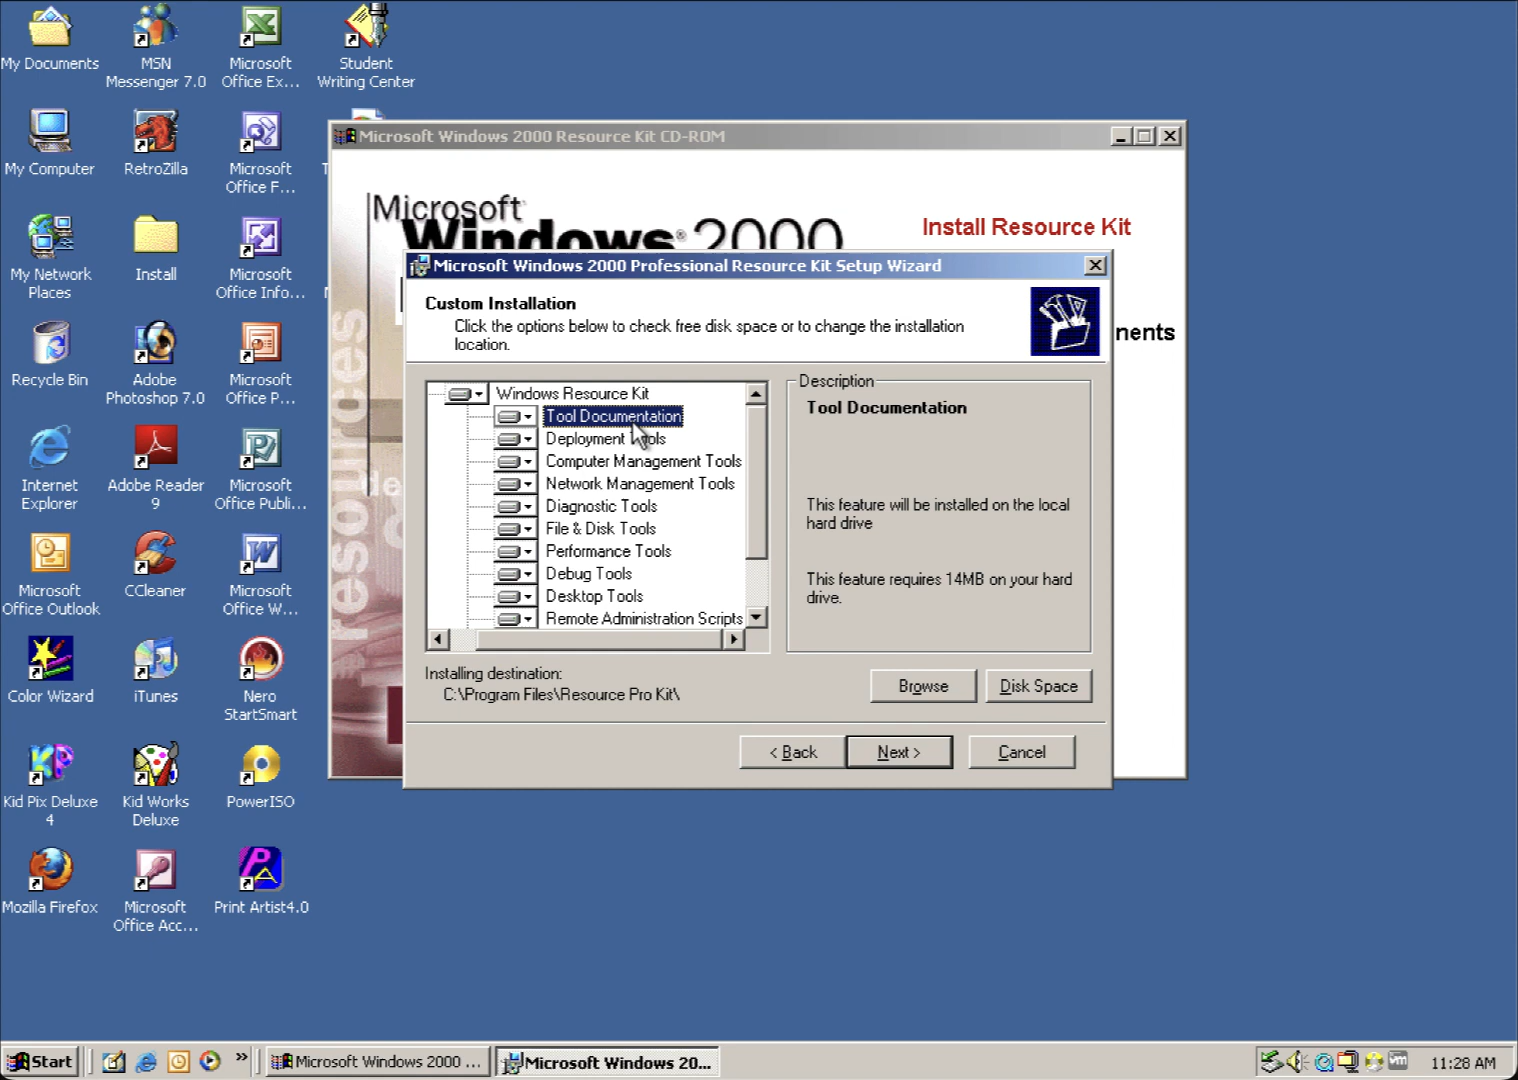 My Documents
MSN
Messenger 7.0
Microsoft
Office Ex...
Student
Writing Center
My Computer
RetroZilla
Microsoft
Office F...
My Network
Places
Install
Microsoft
Office Info...
Recycle Bin
Adobe
Photoshop 7.0
Microsoft
Office P...
Internet
Explorer
Adobe Reader
9
Microsoft
Office Publi...
Microsoft
Office Outlook
CCleaner
Microsoft
Office W...
Color Wizard
iTunes
Nero
StartSmart
Kid Pix Deluxe
4
Kid Works
Deluxe
PowerISO
Mozilla Firefox
Microsoft
Office Acc...
Print Artist4.0
Microsoft Windows 2000 Resource Kit CD-ROM
Microsoft
Windows® 2000
Install Resource Kit
nents
resources
de
Microsoft Windows 2000 Professional Resource Kit Setup Wizard
Custom Installation
Click the options below to check free disk space or to change the installation
location.
Windows Resource Kit
Tool Documentation
Deployment Tools
Computer Management Tools
Network Management Tools
Diagnostic Tools
File & Disk Tools
Performance Tools
Debug Tools
Desktop Tools
Remote Administration Scripts
Description
Tool Documentation
This feature will be installed on the local
hard drive
This feature requires 14MB on your hard
drive.
Installing destination:
C:\Program Files\Resource Pro Kit\
Browse
Disk Space
< Back
Next >
Cancel
Start
»
Microsoft Windows 2000 ...
Microsoft Windows 20...
11:28 AM